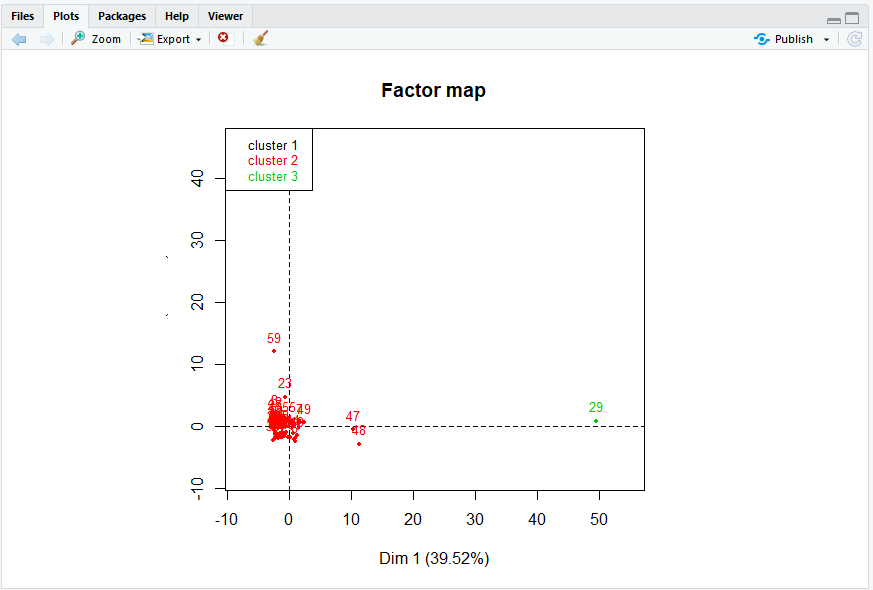 Files Plots Packages Help Viewer
Zoom Export Publish
Factor map
cluster 1
cluster 2
cluster 3
40
30
20
10
0
-10
59
23
49
47
48
29
-10 0 10 20 30 40 50
Dim 1 (39.52%)